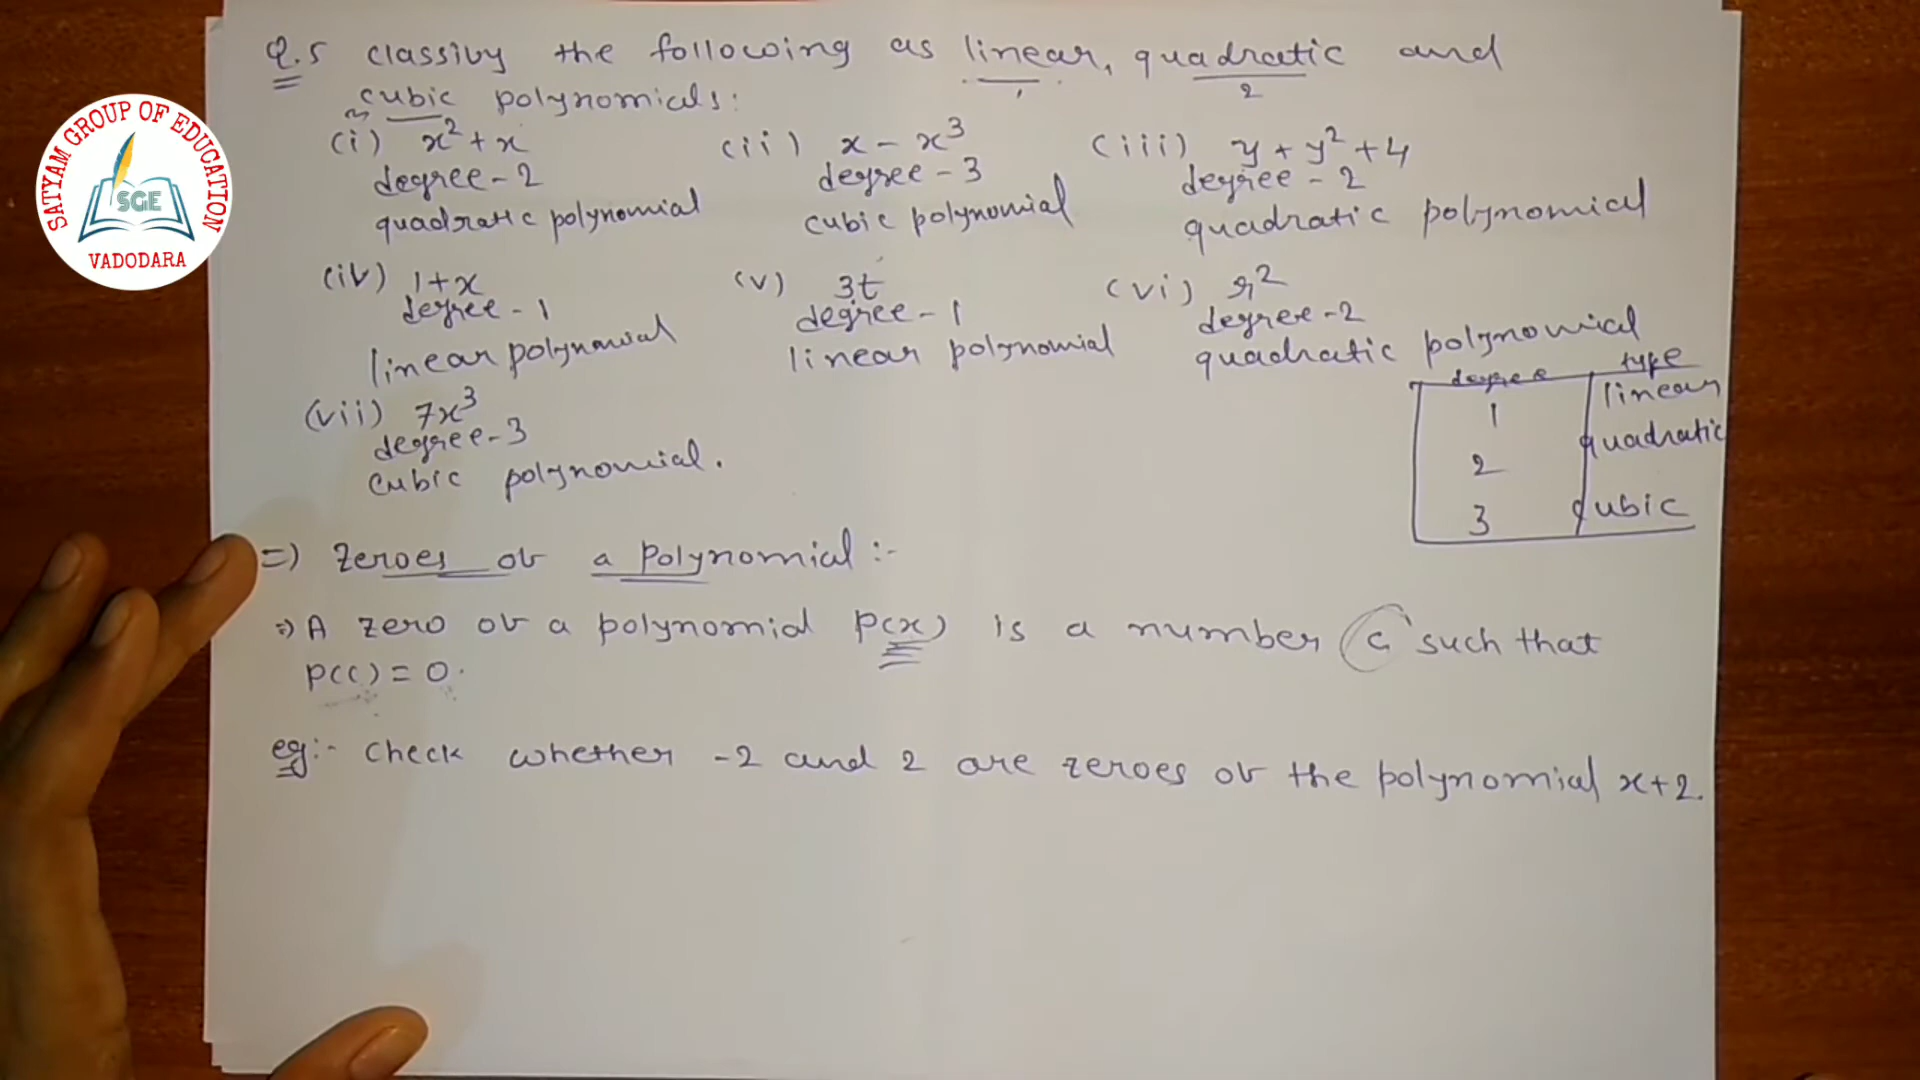 SATYAM GROUP OF EDUCATION
SGE
VADODARA
Q.5 classify the following as linear, quadratic and
1 2
cubic polynomials:
3
(i) x² + x (ii) x - x³ (iii) y + y² + 4
degree - 2 degree - 3 degree - 2
quadratic polynomial cubic polynomial quadratic polynomial
(iv) 1 + x (v) 3t (vi) r²
degree - 1 degree - 1 degree - 2
linear polynomial linear polynomial quadratic polynomial
(vii) 7x³
degree - 3
cubic polynomial.
degree type
1 linear
2 quadratic
3 cubic
⇒ Zeroes of a polynomial :-
⇒ A zero of a polynomial P(x) is a number c such that
P(c) = 0.
eg:- Check whether -2 and 2 are zeroes of the polynomial x+2.